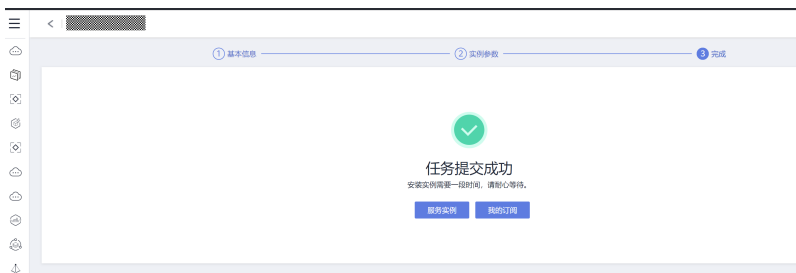 1 基本信息
2 实例参数
3 完成
任务提交成功
安装实例需要一段时间，请耐心等待。
服务实例
我的订阅